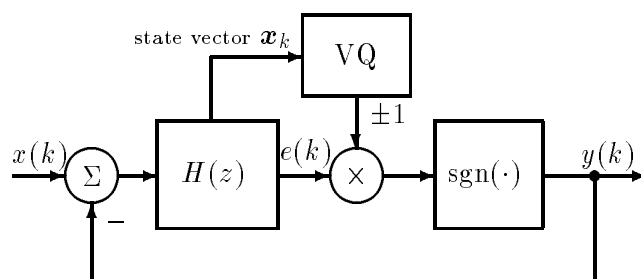 state vector x_k
VQ
±1
x(k)
Σ
H(z)
e(k)
×
sgn(·)
y(k)
−